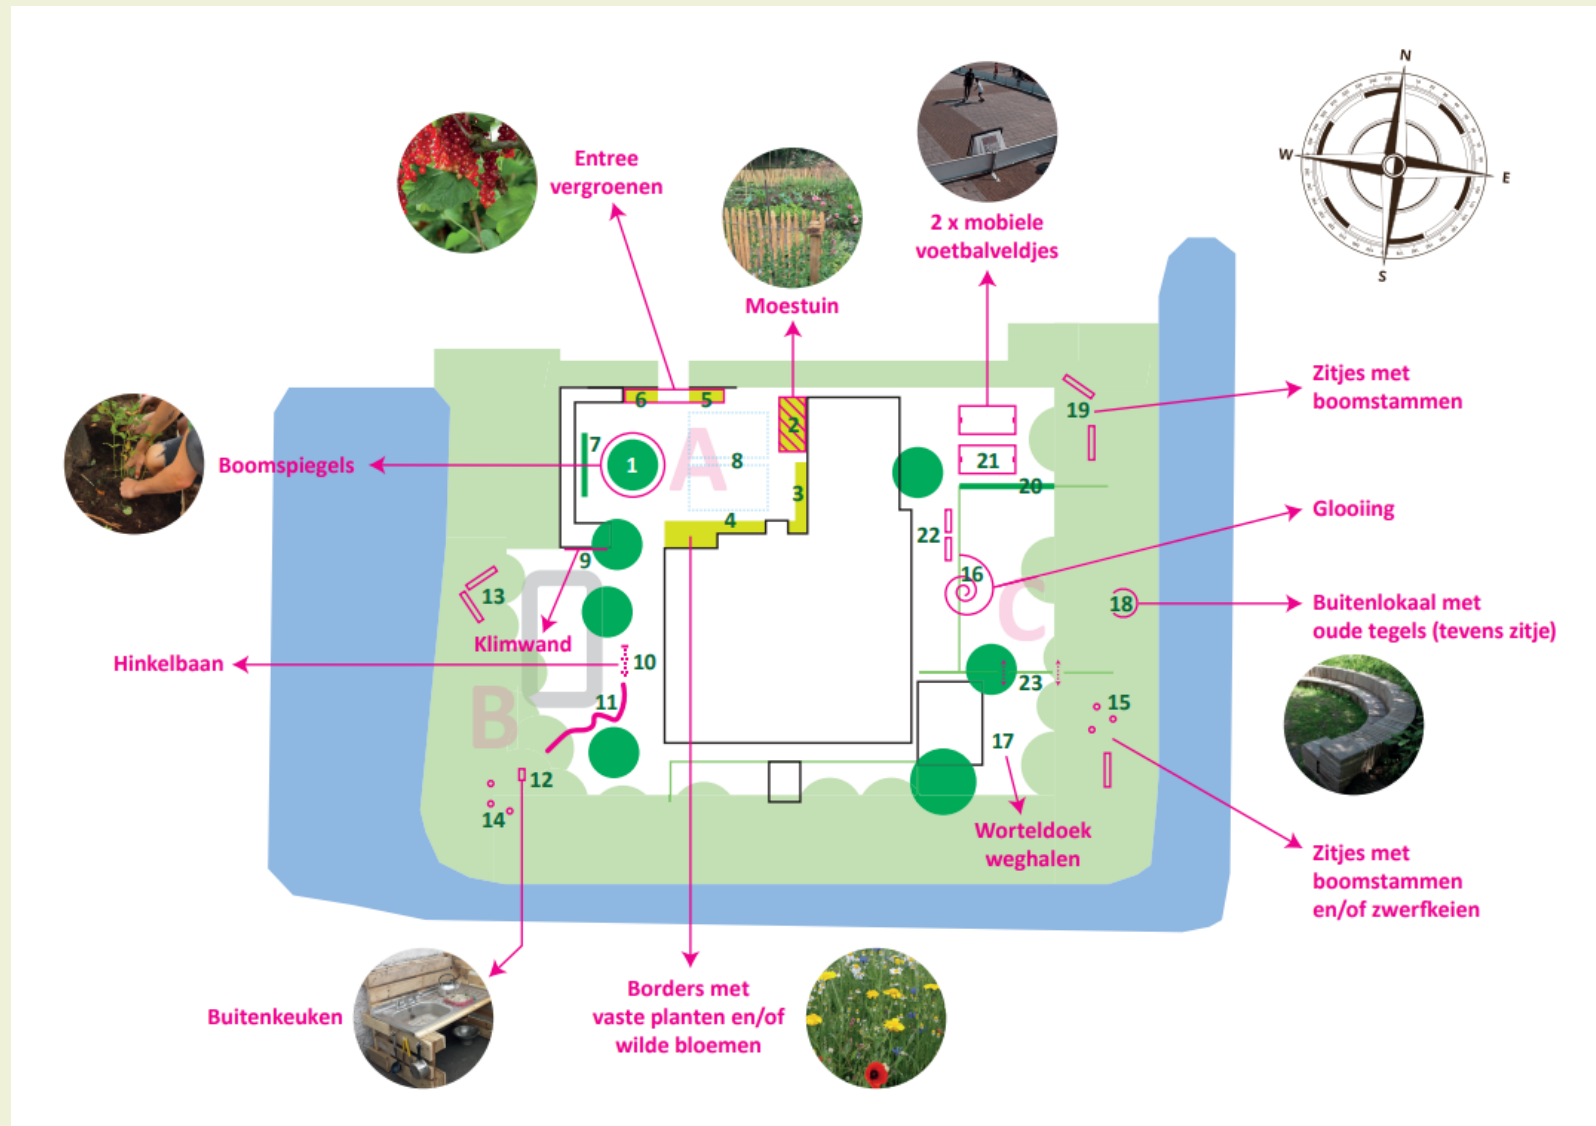 N
W
E
S
Entree
vergroenen
Moestuin
2 x mobiele
voetbalveldjes
Zitjes met
boomstammen
Boomspiegels
Glooiing
Klimwand
Hinkelbaan
Buitenlokaal met
oude tegels (tevens zitje)
Worteldoek
weghalen
Zitjes met
boomstammen
en/of zwerfkeien
Buitenkeuken
Borders met
vaste planten en/of
wilde bloemen
A
B
C
1
2
3
4
5
6
7
8
9
10
11
12
13
14
15
16
17
18
19
20
21
22
23